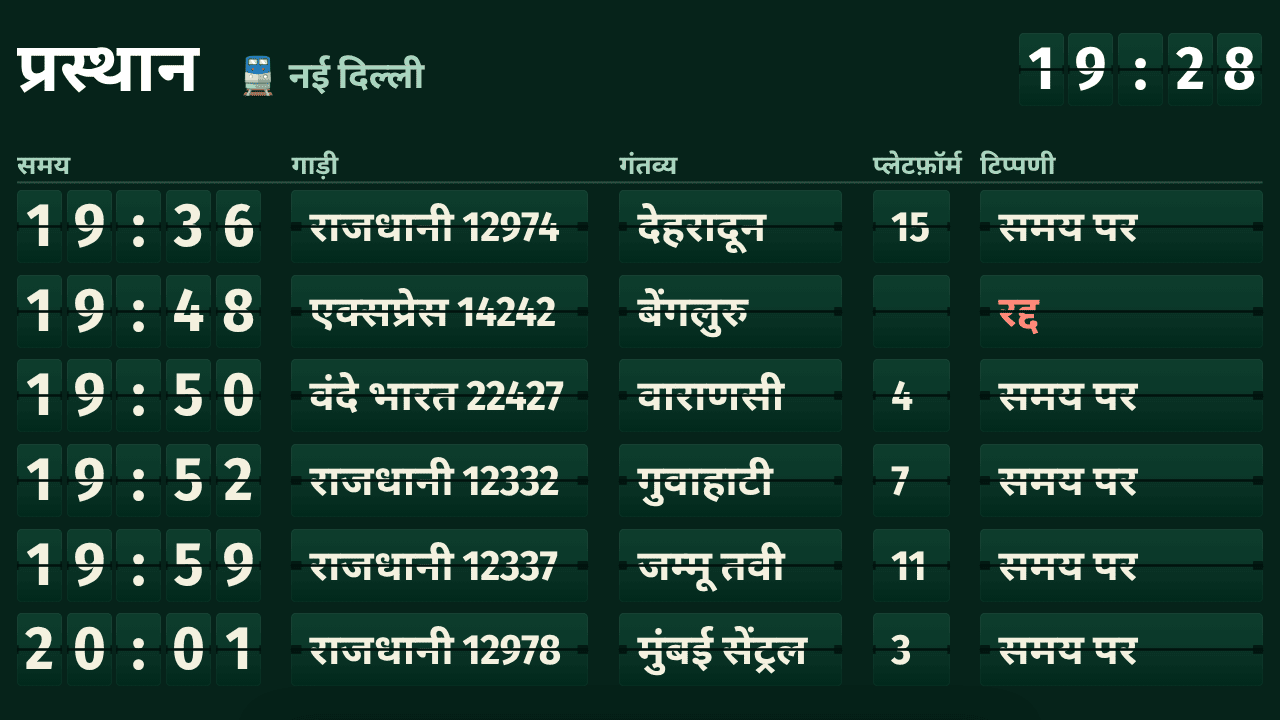 प्रस्थान नई दिल्ली 19:28
समय गाड़ी गंतव्य प्लेटफ़ॉर्म टिप्पणी
19:36 राजधानी 12974 देहरादून 15 समय पर
19:48 एक्सप्रेस 14242 बेंगलुरु रद्द
19:50 वंदे भारत 22427 वाराणसी 4 समय पर
19:52 राजधानी 12332 गुवाहाटी 7 समय पर
19:59 राजधानी 12337 जम्मू तवी 11 समय पर
20:01 राजधानी 12978 मुंबई सेंट्रल 3 समय पर